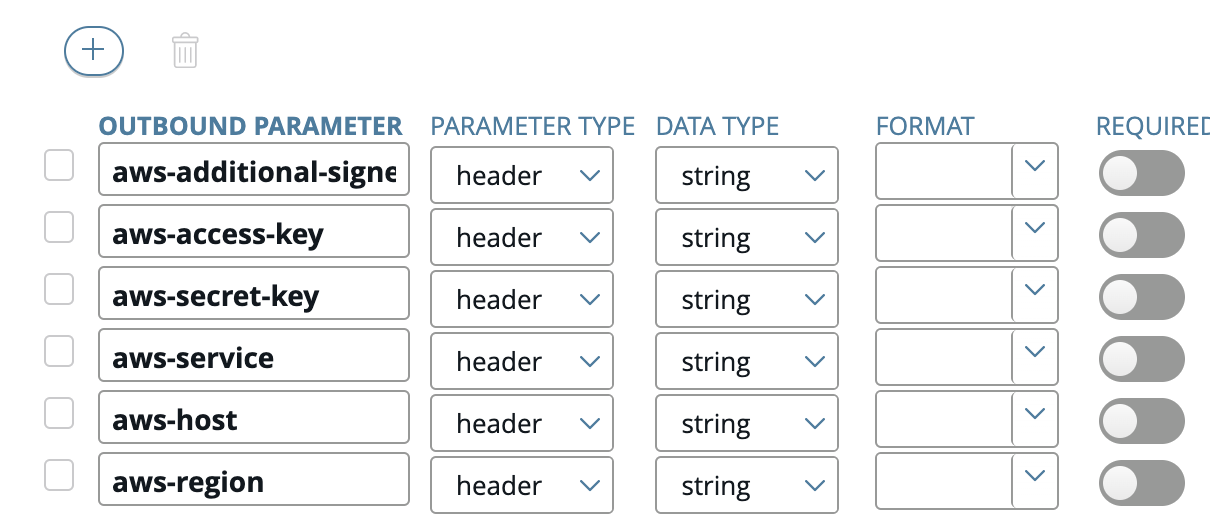 OUTBOUND PARAMETER PARAMETER TYPE DATA TYPE FORMAT REQUIRED
aws-additional-signe header string
aws-access-key header string
aws-secret-key header string
aws-service header string
aws-host header string
aws-region header string